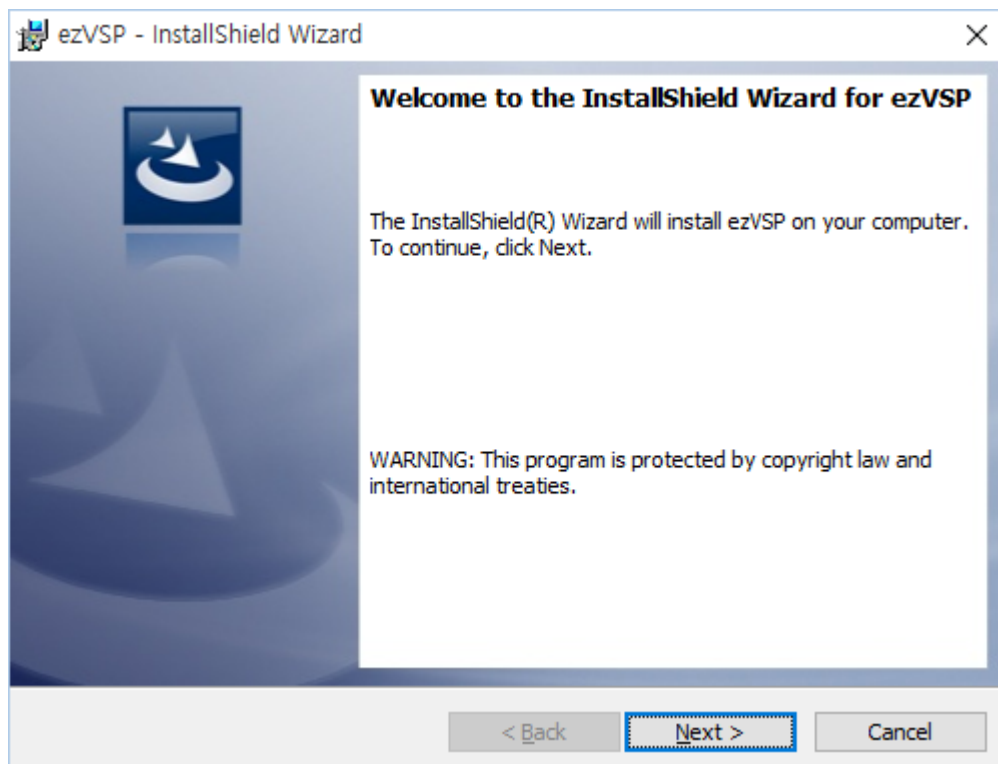 ezVSP - InstallShield Wizard
Welcome to the InstallShield Wizard for ezVSP
The InstallShield(R) Wizard will install ezVSP on your computer.
To continue, click Next.
WARNING: This program is protected by copyright law and
international treaties.
< Back
Next >
Cancel